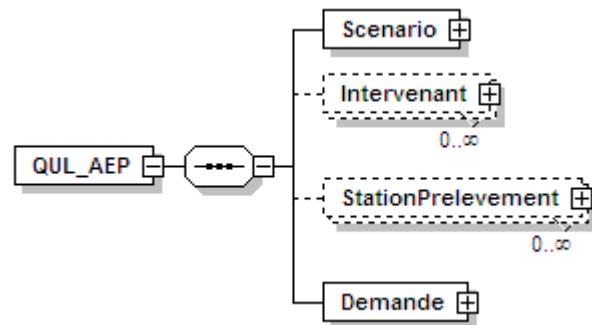 Scenario
Intervenant
0..∞
QUL_AEP
StationPrelevement
0..∞
Demande